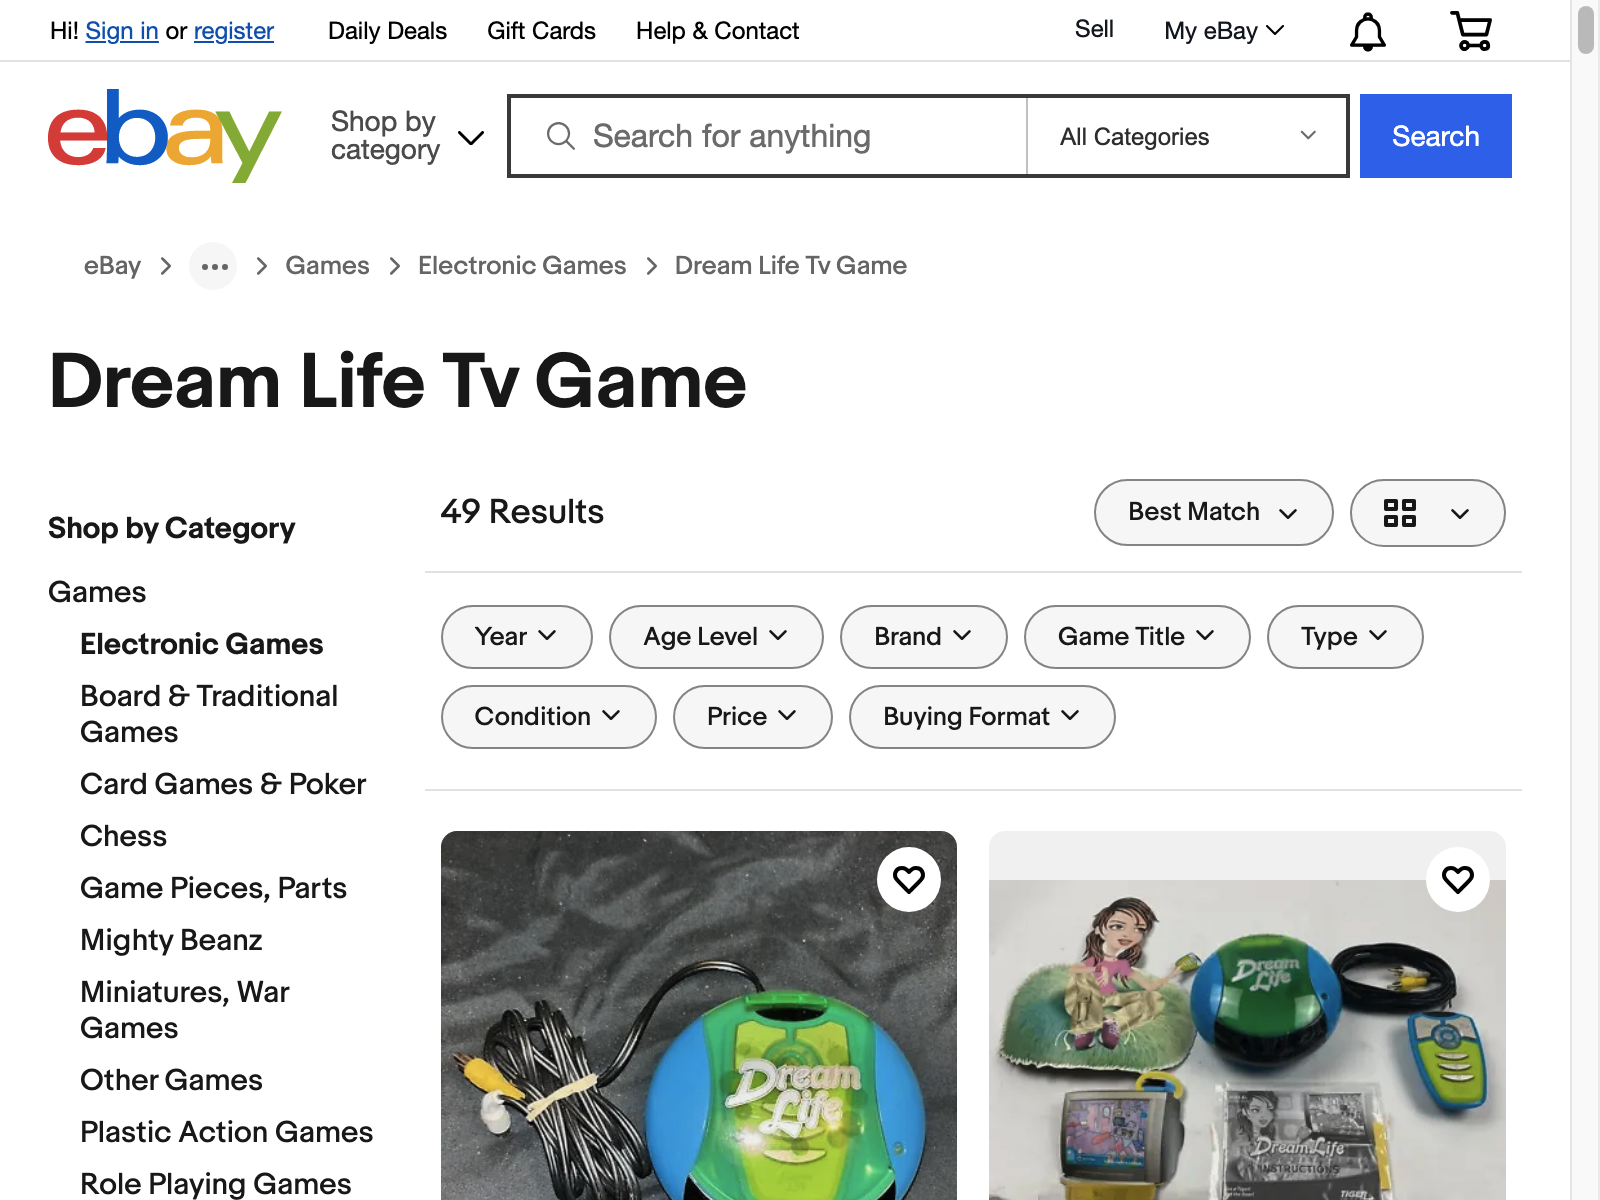 Hi! Sign in or register
Daily Deals
Gift Cards
Help & Contact
Sell
My eBay
ebay
Shop by category
Search for anything
All Categories
Search
eBay
Games
Electronic Games
Dream Life Tv Game
Dream Life Tv Game
Shop by Category
Games
Electronic Games
Board & Traditional
Games
Card Games & Poker
Chess
Game Pieces, Parts
Mighty Beanz
Miniatures, War
Games
Other Games
Plastic Action Games
Role Playing Games
49 Results
Best Match
Year
Age Level
Brand
Game Title
Type
Condition
Price
Buying Format
Dream
Life
Dream
Life
Dream Life
INSTRUCTIONS
TIGER